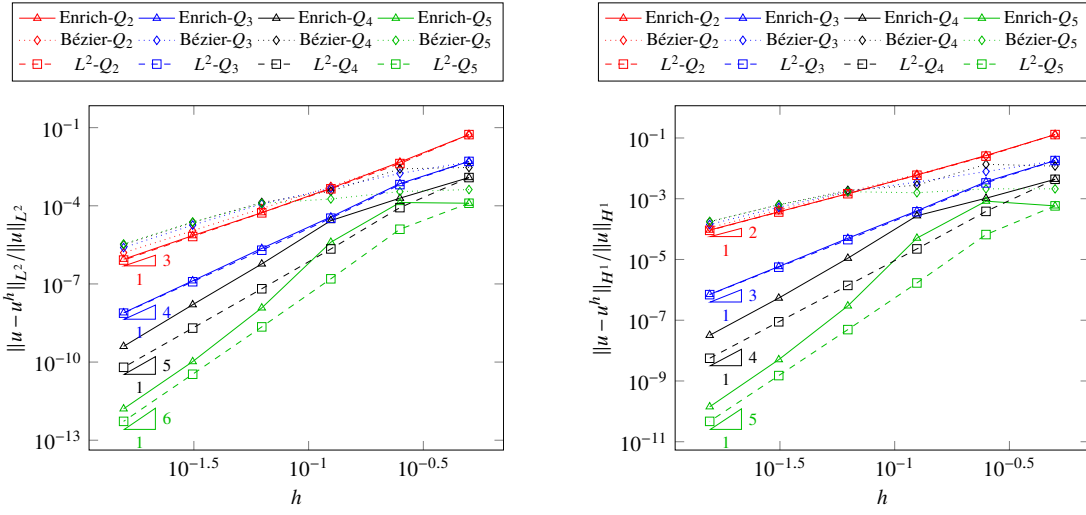 Enrich-Q₂ Enrich-Q₃ Enrich-Q₄ Enrich-Q₅
Bézier-Q₂ Bézier-Q₃ Bézier-Q₄ Bézier-Q₅
L²-Q₂ L²-Q₃ L²-Q₄ L²-Q₅
||u − uʰ||_{L²}/||u||_{L²}
10⁻¹
10⁻⁴
10⁻⁷
10⁻¹⁰
10⁻¹³
3
1
4
1
5
1
6
1
10^{−1.5} 10⁻¹ 10^{−0.5}
h
Enrich-Q₂ Enrich-Q₃ Enrich-Q₄ Enrich-Q₅
Bézier-Q₂ Bézier-Q₃ Bézier-Q₄ Bézier-Q₅
L²-Q₂ L²-Q₃ L²-Q₄ L²-Q₅
||u − uʰ||_{H¹}/||u||_{H¹}
10⁻¹
10⁻³
10⁻⁵
10⁻⁷
10⁻⁹
10⁻¹¹
2
1
3
1
4
1
5
1
10^{−1.5} 10⁻¹ 10^{−0.5}
h